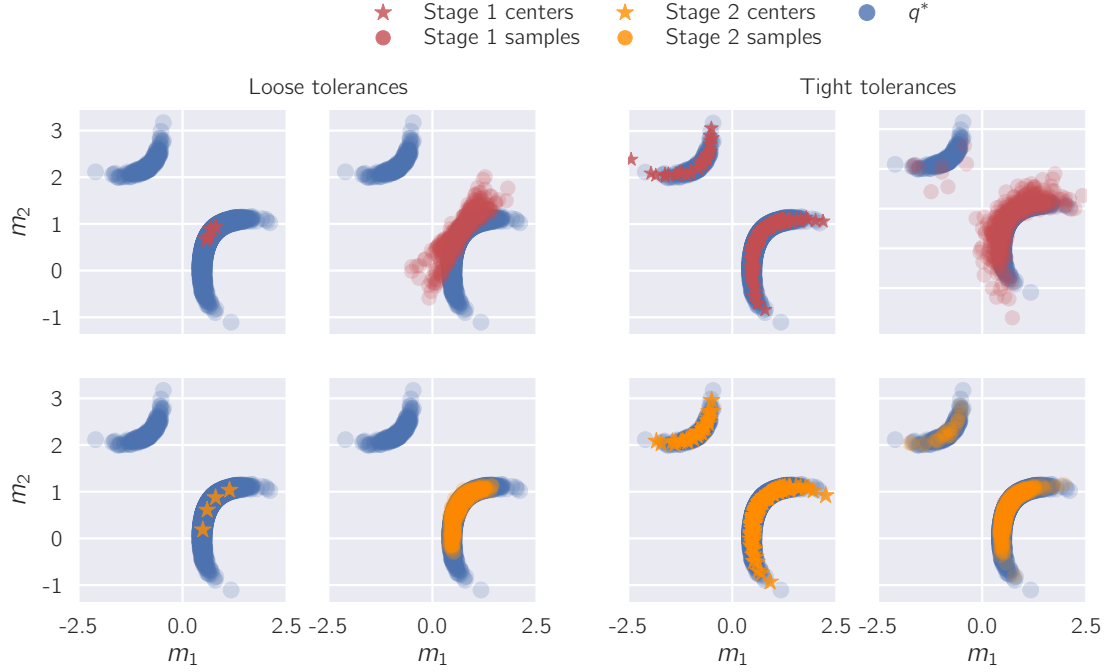 Stage 1 centers Stage 2 centers q*
Stage 1 samples Stage 2 samples
Loose tolerances Tight tolerances
3
2
1
0
-1
m₂
3
2
1
0
-1
m₂
-2.5 0.0 2.5 -2.5 0.0 2.5 -2.5 0.0 2.5 -2.5 0.0 2.5
m₁ m₁ m₁ m₁